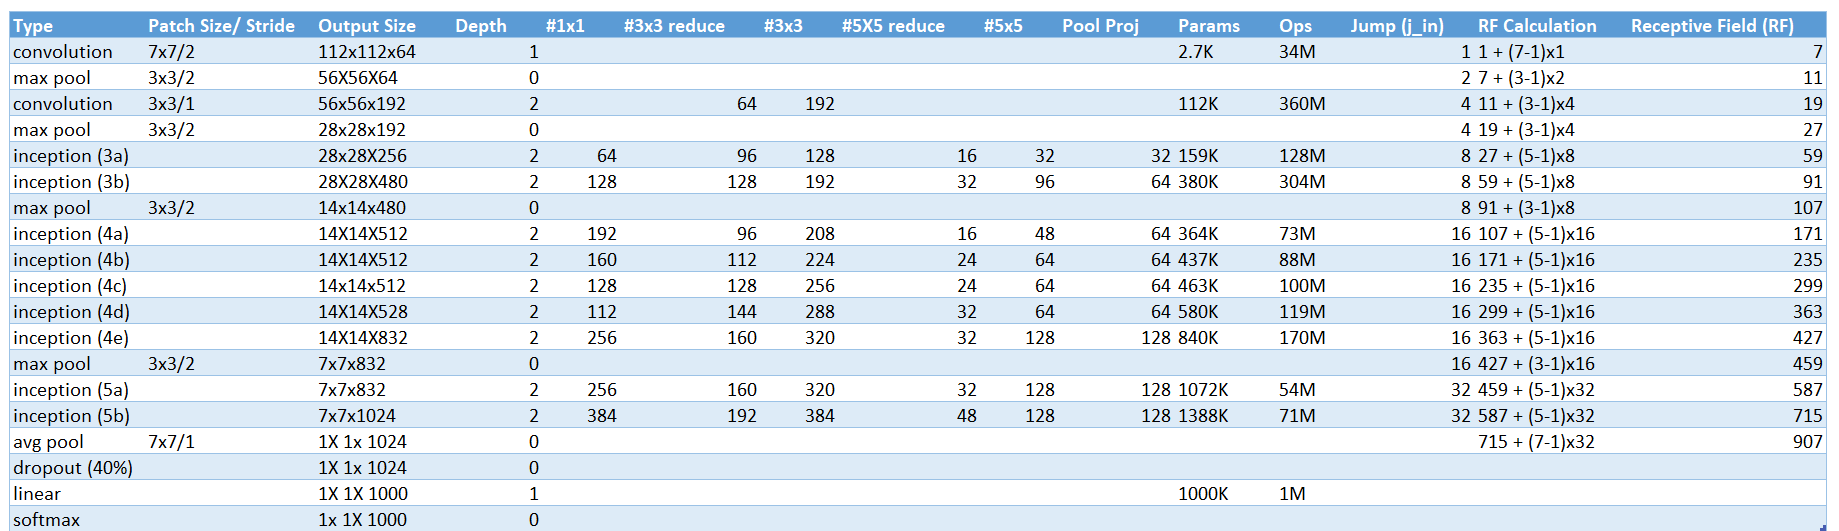 Type Patch Size/ Stride Output Size Depth #1x1 #3x3 reduce #3x3 #5X5 reduce #5x5 Pool Proj Params Ops Jump (j_in) RF Calculation Receptive Field (RF)
convolution 7x7/2 112x112x64 1 2.7K 34M 1 1 + (7-1)x1 7
max pool 3x3/2 56X56X64 0 2 7 + (3-1)x2 11
convolution 3x3/1 56x56x192 2 64 192 112K 360M 4 11 + (3-1)x4 19
max pool 3x3/2 28x28x192 0 4 19 + (3-1)x4 27
inception (3a) 28x28X256 2 64 96 128 16 32 32 159K 128M 8 27 + (5-1)x8 59
inception (3b) 28X28X480 2 128 128 192 32 96 64 380K 304M 8 59 + (5-1)x8 91
max pool 3x3/2 14x14x480 0 8 91 + (3-1)x8 107
inception (4a) 14X14X512 2 192 96 208 16 48 64 364K 73M 16 107 + (5-1)x16 171
inception (4b) 14X14X512 2 160 112 224 24 64 64 437K 88M 16 171 + (5-1)x16 235
inception (4c) 14x14x512 2 128 128 256 24 64 64 463K 100M 16 235 + (5-1)x16 299
inception (4d) 14X14X528 2 112 144 288 32 64 64 580K 119M 16 299 + (5-1)x16 363
inception (4e) 14X14X832 2 256 160 320 32 128 128 840K 170M 16 363 + (5-1)x16 427
max pool 3x3/2 7x7x832 0 16 427 + (3-1)x16 459
inception (5a) 7x7x832 2 256 160 320 32 128 128 1072K 54M 32 459 + (5-1)x32 587
inception (5b) 7x7x1024 2 384 192 384 48 128 128 1388K 71M 32 587 + (5-1)x32 715
avg pool 7x7/1 1X 1x 1024 0 715 + (7-1)x32 907
dropout (40%) 1X 1x 1024 0
linear 1X 1X 1000 1 1000K 1M
softmax 1x 1X 1000 0